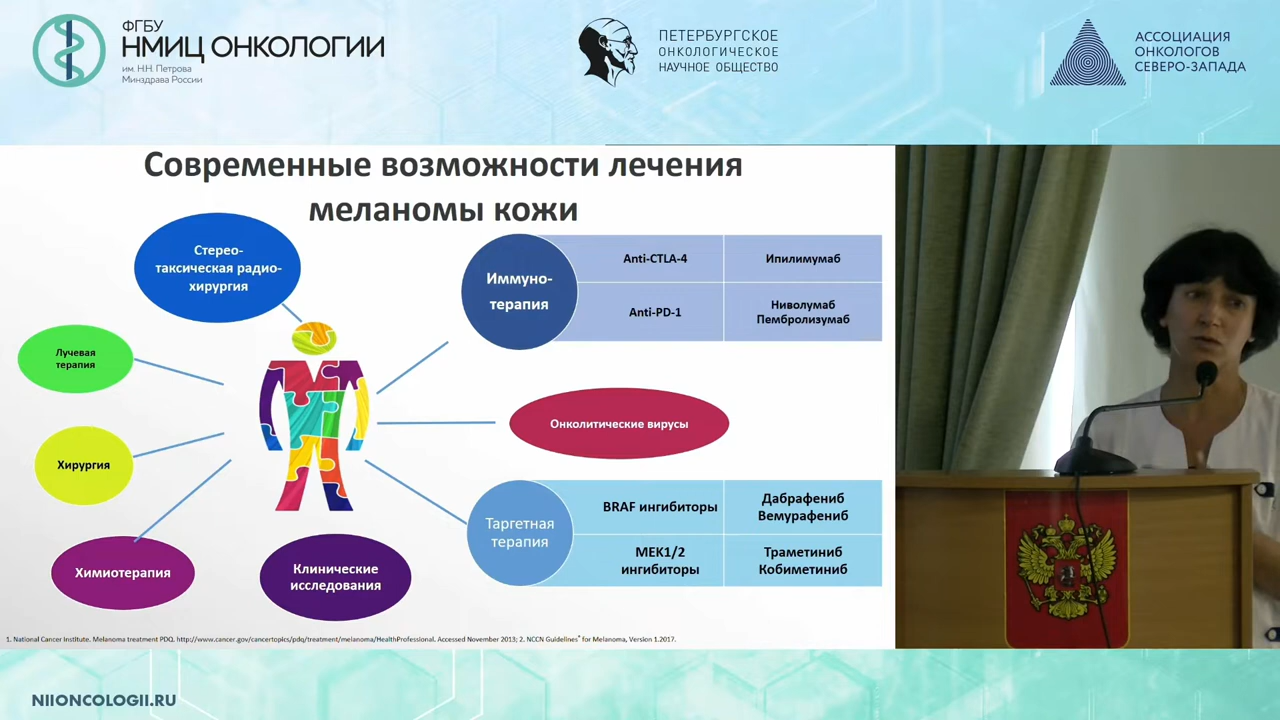 ФГБУ
НМИЦ ОНКОЛОГИИ
им. Н.Н. Петрова
Минздрава России
ПЕТЕРБУРГСКОЕ
ОНКОЛОГИЧЕСКОЕ
НАУЧНОЕ ОБЩЕСТВО
АССОЦИАЦИЯ
ОНКОЛОГОВ
СЕВЕРО-ЗАПАДА
Современные возможности лечения
меланомы кожи
Стерео-
таксическая радио-
хирургия
Лучевая
терапия
Хирургия
Химиотерапия
Клинические
исследования
Иммуно-
терапия
Anti-CTLA-4
Ипилимумаб
Anti-PD-1
Ниволумаб
Пембролизумаб
Онколитические вирусы
Таргетная
терапия
BRAF ингибиторы
Дабрафениб
Вемурафениб
MEK1/2
ингибиторы
Траметиниб
Кобиметиниб
1. National Cancer Institute. Melanoma treatment PDQ. http://www.cancer.gov/cancertopics/pdq/treatment/melanoma/HealthProfessional. Accessed November 2013; 2. NCCN Guidelines® for Melanoma, Version 1.2017.
NIIONCOLOGII.RU